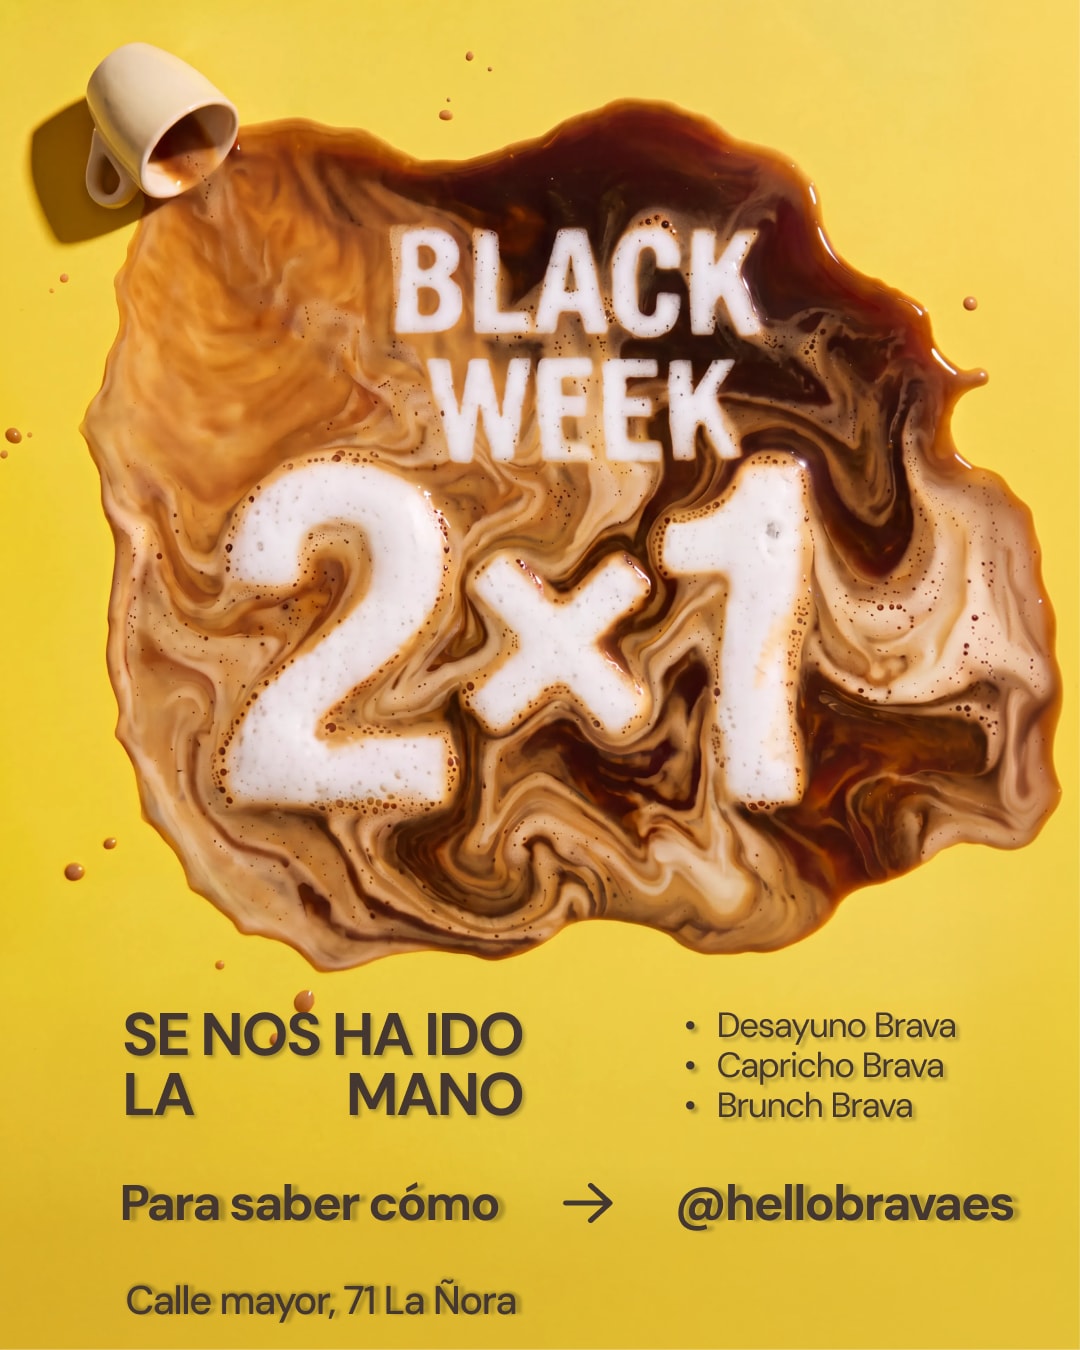 BLACK
WEEK
2x1
SE NOS HA IDO
LA MANO
• Desayuno Brava
• Capricho Brava
• Brunch Brava
Para saber cómo → @hellobravaes
Calle mayor, 71 La Ñora